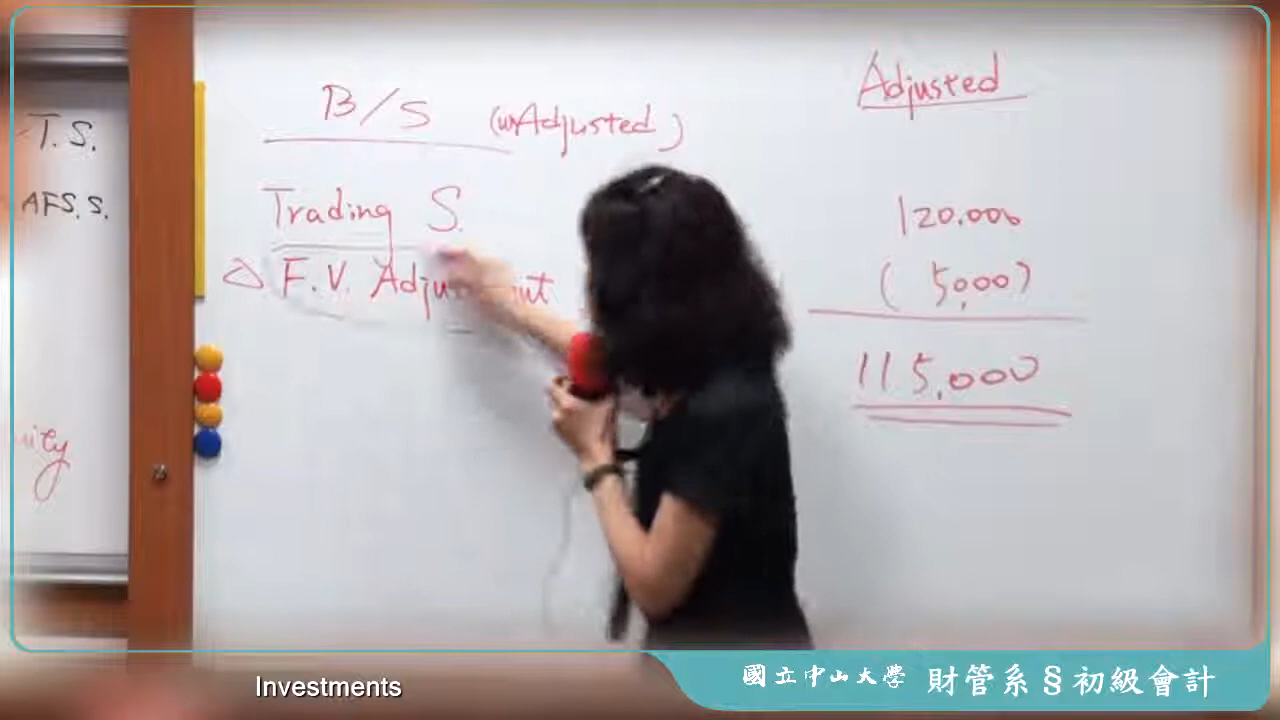 T.S.
AFS.S.
B/S (unAdjusted)
Adjusted
Trading S. 120.000
△ F.V. (5,000)
115,000
Investments
國立中山大學 財管系§初級會計